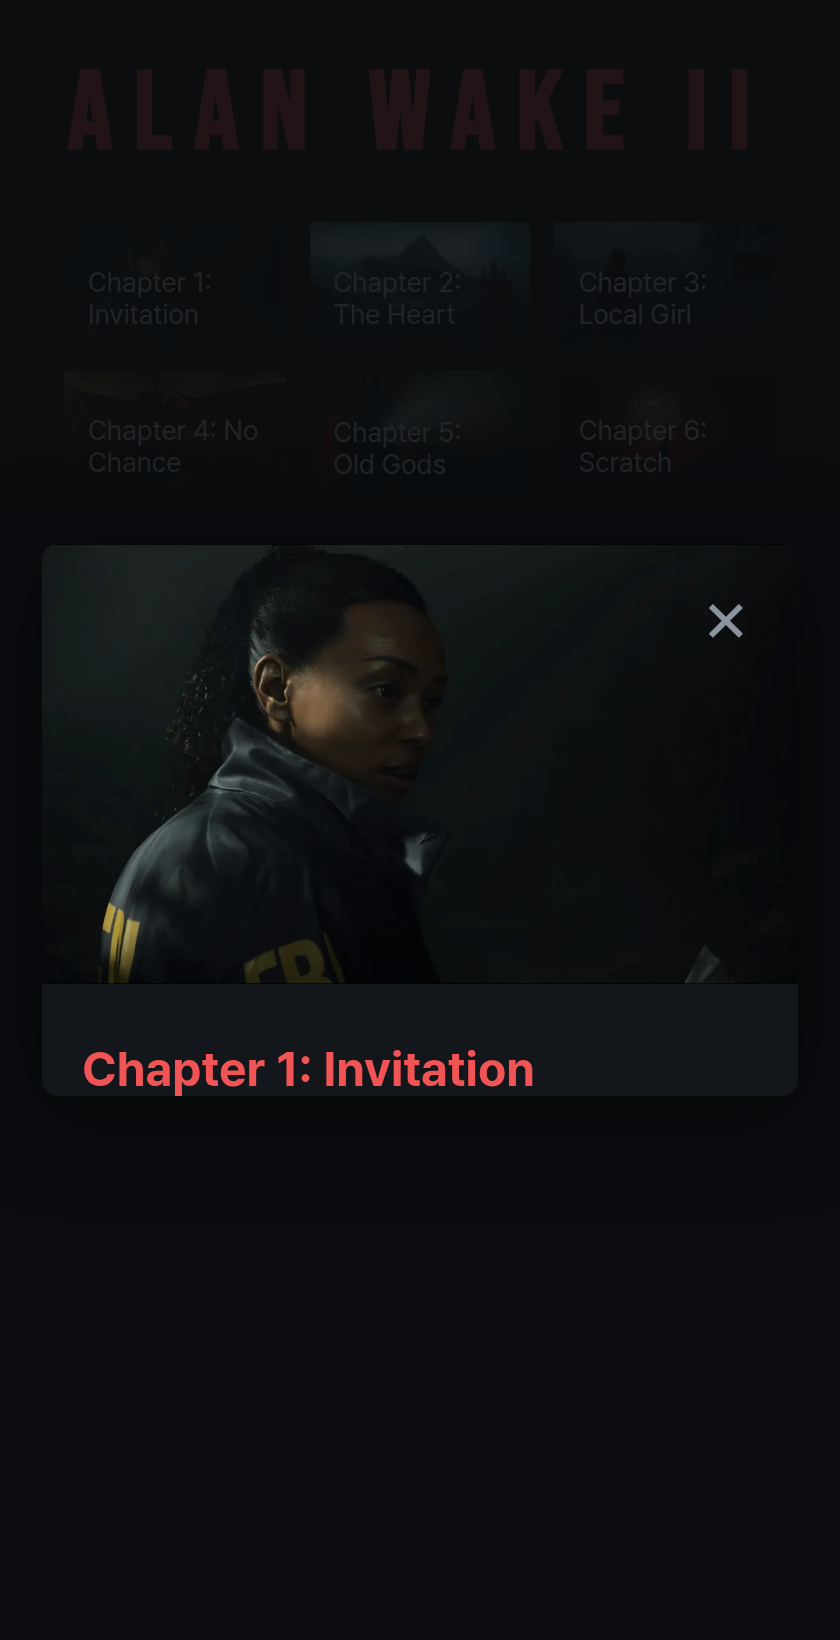 ALAN WAKE II
Chapter 1:
Invitation
Chapter 2:
The Heart
Chapter 3:
Local Girl
Chapter 4: No
Chance
Chapter 5:
Old Gods
Chapter 6:
Scratch
FBI
Chapter 1: Invitation